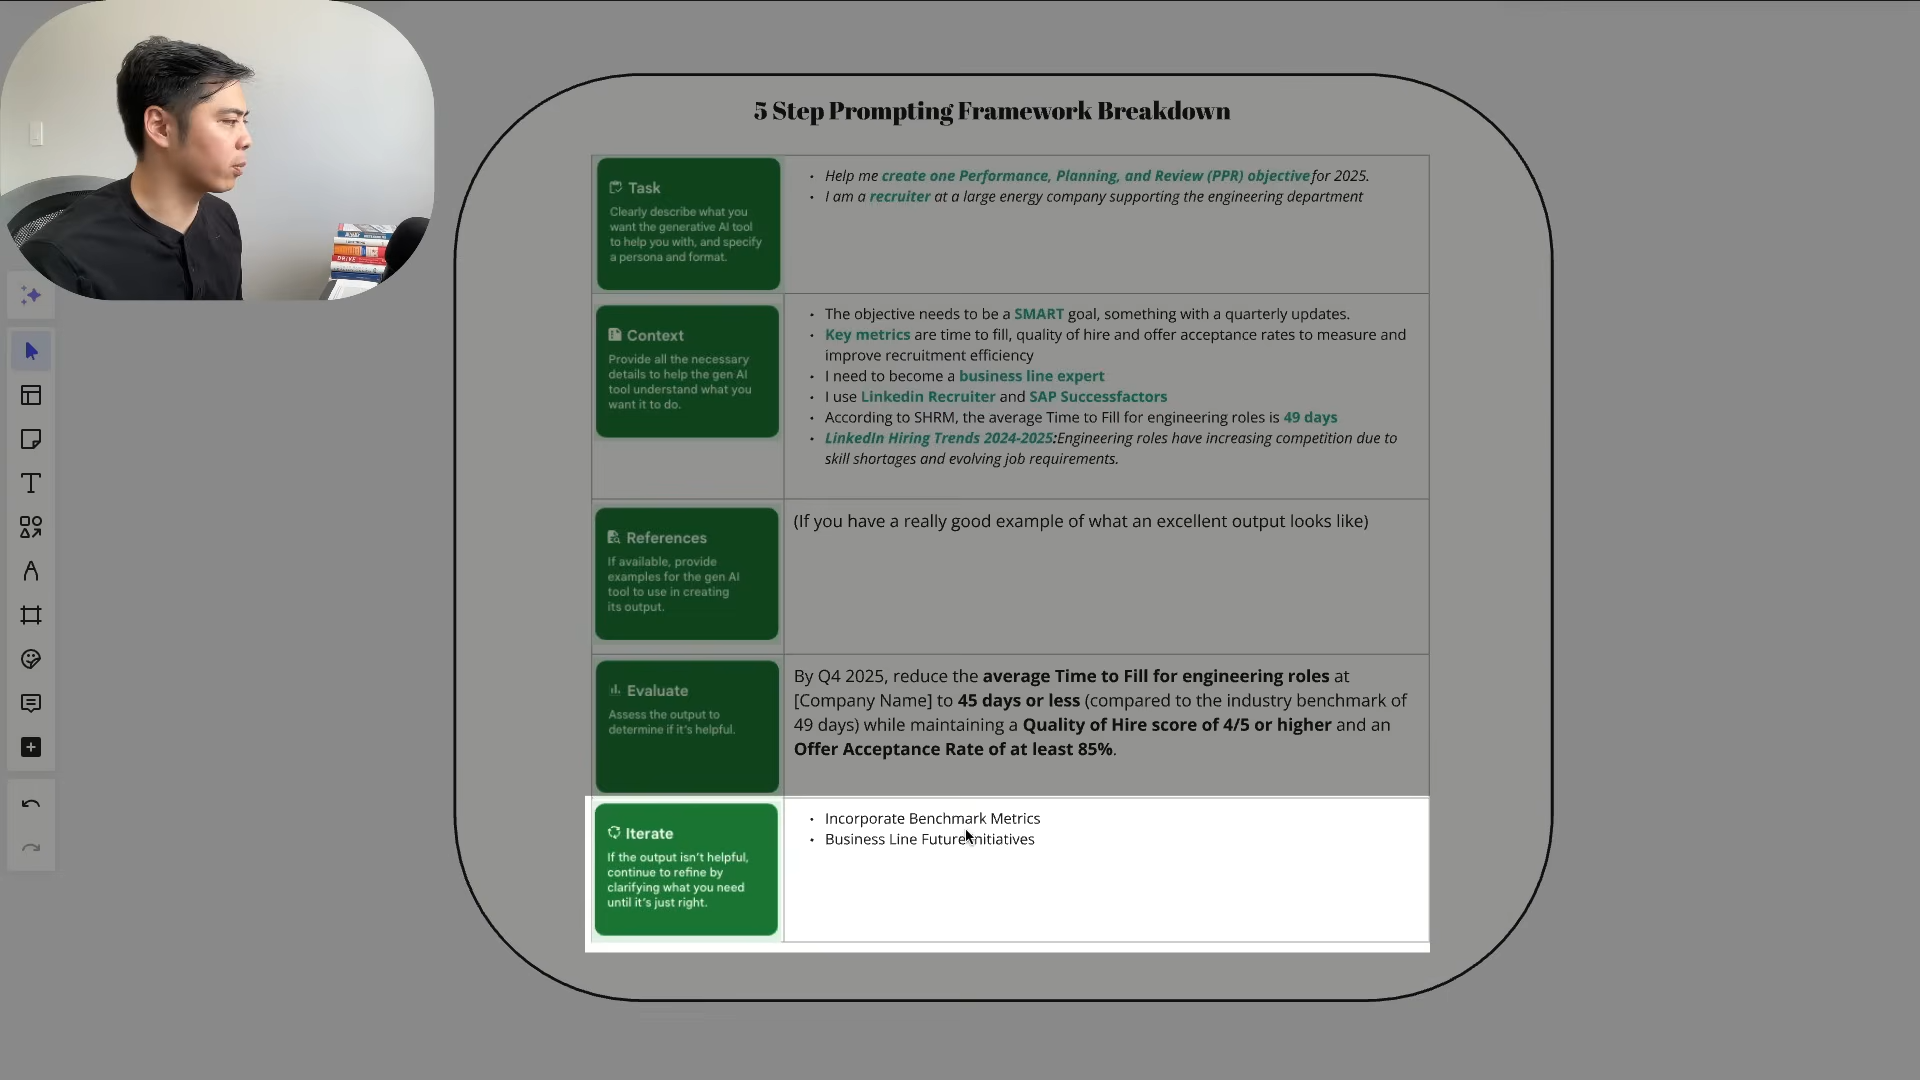 5 Step Prompting Framework Breakdown
Task
Clearly describe what you
want the generative AI tool
to help you with, and specify
a persona and format.
• Help me create one Performance, Planning, and Review (PPR) objective for 2025.
• I am a recruiter at a large energy company supporting the engineering department
Context
Provide all the necessary
details to help the gen AI
tool understand what you
want it to do.
• The objective needs to be a SMART goal, something with a quarterly updates.
• Key metrics are time to fill, quality of hire and offer acceptance rates to measure and
improve recruitment efficiency
• I need to become a business line expert
• I use Linkedin Recruiter and SAP Successfactors
• According to SHRM, the average Time to Fill for engineering roles is 49 days
• LinkedIn Hiring Trends 2024-2025:Engineering roles have increasing competition due to
skill shortages and evolving job requirements.
References
If available, provide
examples for the gen AI
tool to use in creating
its output.
(If you have a really good example of what an excellent output looks like)
Evaluate
Assess the output to
determine if it's helpful.
By Q4 2025, reduce the average Time to Fill for engineering roles at
[Company Name] to 45 days or less (compared to the industry benchmark of
49 days) while maintaining a Quality of Hire score of 4/5 or higher and an
Offer Acceptance Rate of at least 85%.
Iterate
If the output isn't helpful,
continue to refine by
clarifying what you need
until it's just right.
• Incorporate Benchmark Metrics
• Business Line Future Initiatives
DRIVE